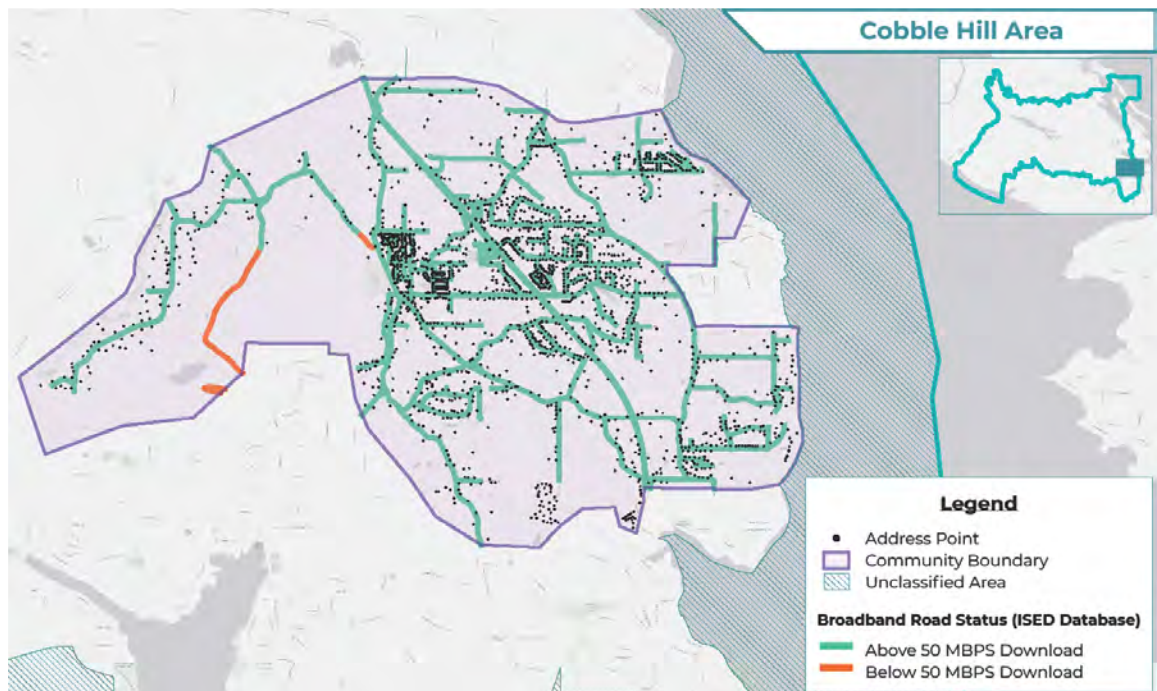 Cobble Hill Area
Legend
Address Point
Community Boundary
Unclassified Area
Broadband Road Status (ISED Database)
Above 50 MBPS Download
Below 50 MBPS Download